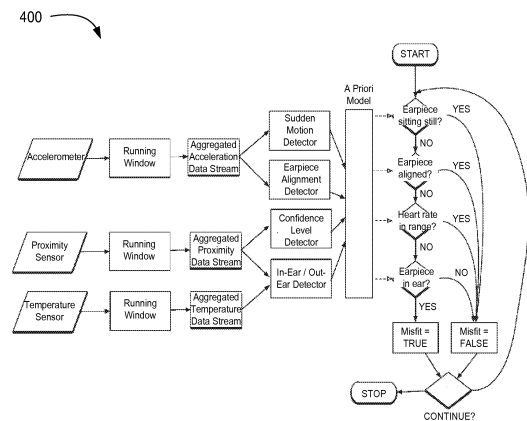 400
START
A Priori
Model
Earpiece
sitting still?
YES
NO
Accelerometer
Running
Window
Aggregated
Acceleration
Data Stream
Sudden
Motion
Detector
Earpiece
Alignment
Detector
Earpiece
aligned?
YES
NO
Proximity
Sensor
Running
Window
Aggregated
Proximity
Data Stream
Confidence
Level
Detector
In-Ear / Out-
Ear Detector
Heart rate
in range?
YES
NO
Temperature
Sensor
Running
Window
Aggregated
Temperature
Data Stream
Earpiece
in ear?
NO
YES
Misfit =
TRUE
Misfit =
FALSE
STOP
CONTINUE?